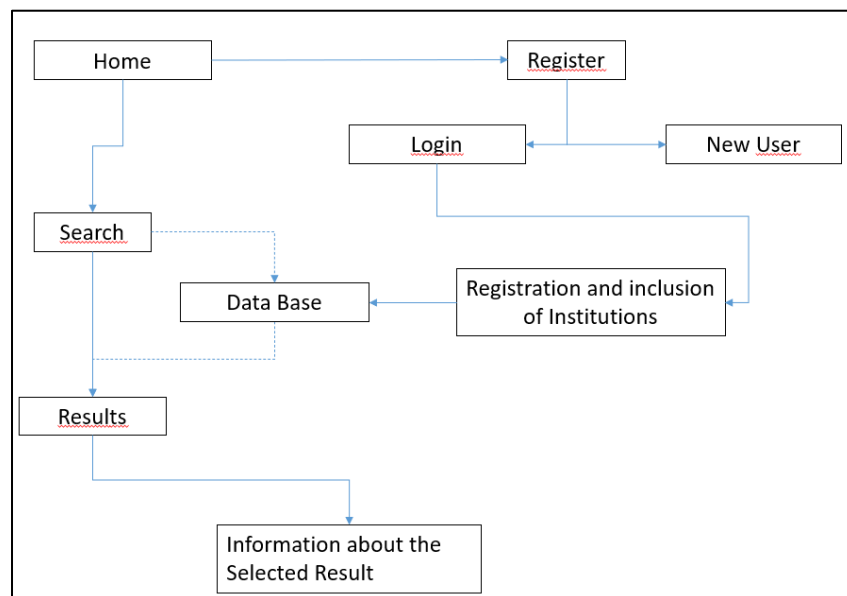 Home
Register
Login
New User
Search
Data Base
Registration and inclusion
of Institutions
Results
Information about the
Selected Result